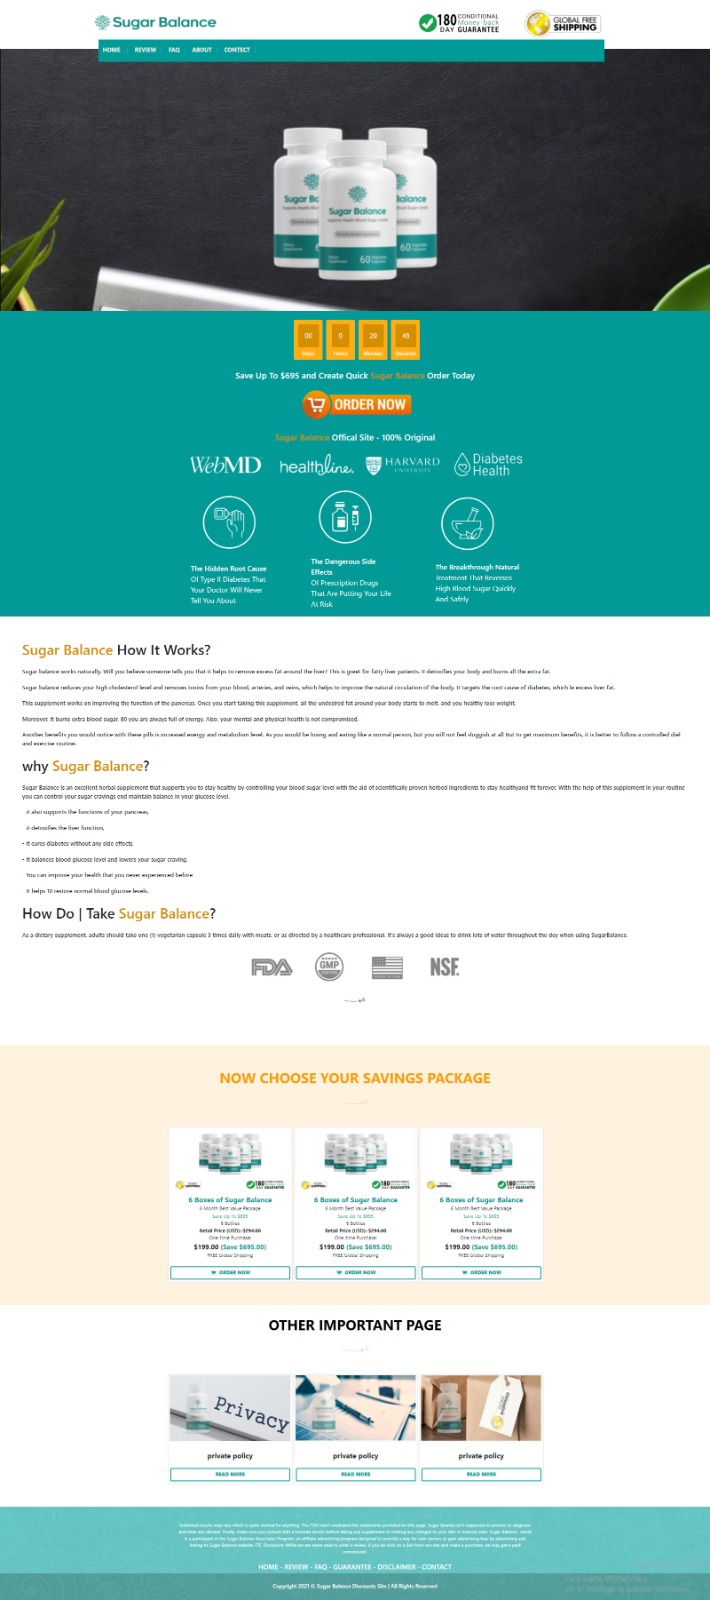 Sugar Balance
180 DAY CONDITIONAL Money-back GUARANTEE
GLOBAL FREE SHIPPING
HOME REVIEW FAQ ABOUT CONTECT
Sugar Balance
60
00 0 29 43
Days Hours Minutes Seconds
Save Up To $695 and Create Quick Sugar Balance Order Today
ORDER NOW
Sugar Balance Offical Site - 100% Original
WebMD healthline. HARVARD UNIVERSITY Diabetes Health
The Hidden Root Cause
Of Type II Diabetes That
Your Doctor Will Never
Tell You About
The Dangerous Side
Effects
Of Prescription Drugs
That Are Putting Your Life
At Risk
The Breakthrough Natural
Treatment That Reverses
High Blood Sugar Quickly
And Safely
Sugar Balance How It Works?
Sugar balance works naturally. Will you believe someone tells you that it helps to remove excess fat around the liver? This is greet for fatty liver patients. It detoxifies your body and burns all the extra fat.
Sugar balance reduces your high cholesterol level and removes toxins from your blood, arteries, and veins, which helps to improve the natural circulation of the body. It targets the root cause of diabetes, which le excess liver fat.
This supplement works on improving the function of the pancreas. Once you start taking this supplement, all the undesired fat around your body starts to melt, and you healthy lose weight.
Moreover. It burns extra blood sugar. 80 you are always full of energy. Also. your mental and physical health is not compromised.
Another benefits you would notice with these pills is increased energy and metabolism level. As you would be losing and eating like a normal person, but you will not feel sluggish at all But to get maximum benefits, it is better to follow a controlled diet
and exercise routine.
why Sugar Balance?
Sugar Balance is an excellent herbal supplement that supports you to stay healthy by controlling your blood sugar level with the aid of scientifically proven herbed ingredients to stay healthyand fit forever. With the help of this supplement in your routine
you can control your sugar cravings end maintain balance in your glucose level.
it also supports the functions of your pancreas,
it detoxifies the liver function,
• It cures diabetes without any side effects.
• It balances blood glucose level and lowers your sugar craving.
You can improve your health that you never experienced before
It helps 18 restore normal blood glucose levels.
How Do | Take Sugar Balance?
As a dietary supplement, adults should take one (1) vegetarian capsule 3 times daily with meats. or as directed by a healthcare professional. It's always a good ideas to drink lots of water throughout the dey when using SugarBalance.
FDA GMP NSF.
NOW CHOOSE YOUR SAVINGS PACKAGE
6 Boxes of Sugar Balance
6 Month Best Value Package
Save Up To $695
6 Bottles
Retail Price (USD): $294.00
One-time Purchase
$199.00 (Save $695.00)
FREE Global Shipping
ORDER NOW
6 Boxes of Sugar Balance
6 Month Best Value Package
Save Up To $695
6 Bottles
Retail Price (USD): $294.00
One-time Purchase
$199.00 (Save $695.00)
FREE Global Shipping
ORDER NOW
6 Boxes of Sugar Balance
6 Month Best Value Package
Save Up To $695
6 Bottles
Retail Price (USD): $294.00
One-time Purchase
$199.00 (Save $695.00)
FREE Global Shipping
ORDER NOW
OTHER IMPORTANT PAGE
Privacy
private policy private policy private policy
READ MORE READ MORE READ MORE
HOME - REVIEW - FAQ - GUARANTEE - DISCLAIMER - CONTACT
Copyright 2021 © Sugar Balance Discounts Site | All Rights Reserved
Activate Windows